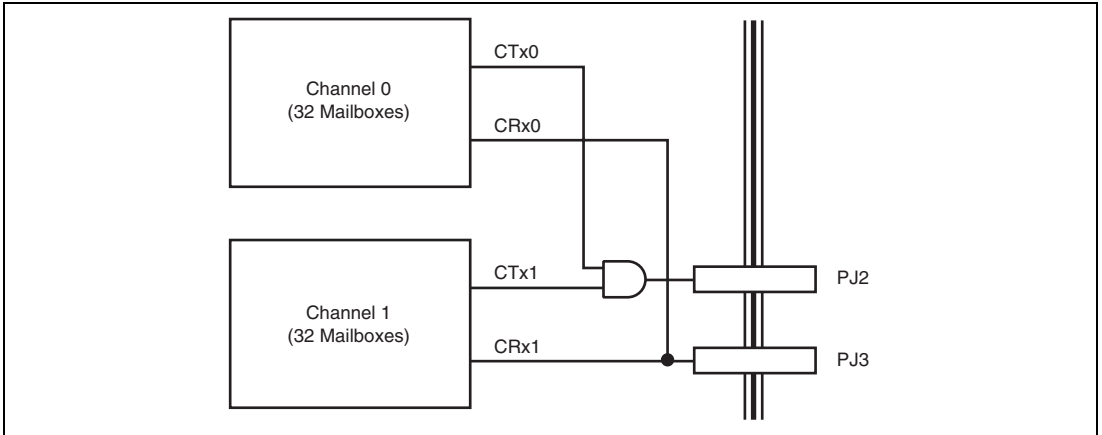 CTx0
Channel 0
(32 Mailboxes)
CRx0
CTx1
PJ2
Channel 1
(32 Mailboxes)
CRx1
PJ3